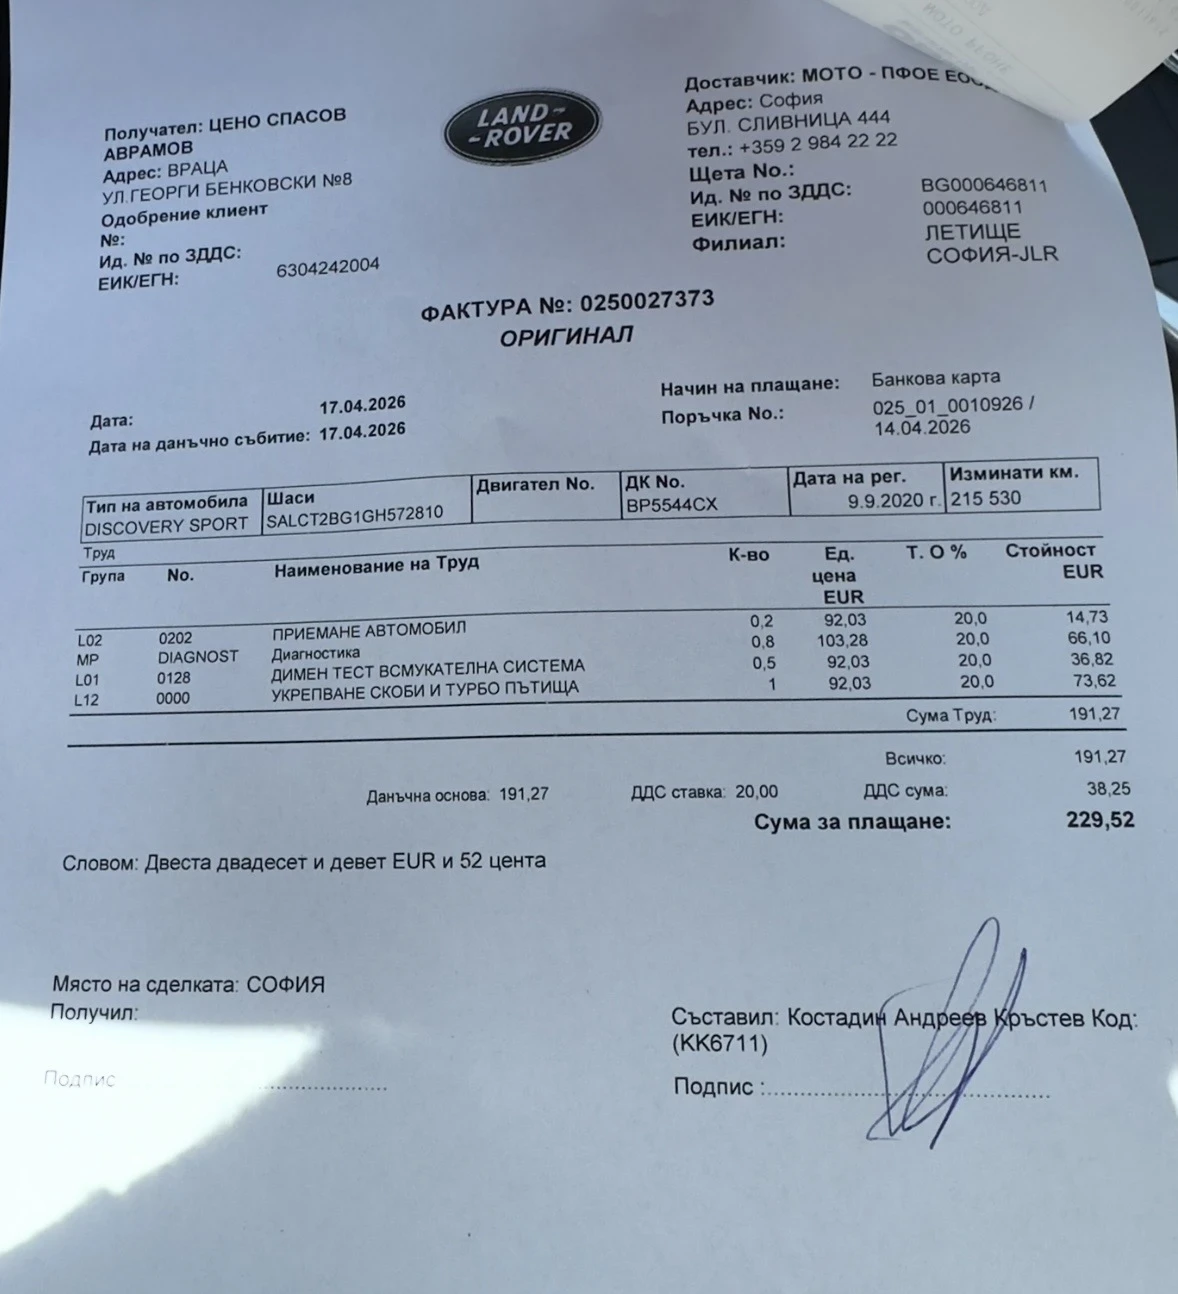 Получател: ЦЕНО СПАСОВ
АВРАМОВ
Адрес: ВРАЦА
УЛ.ГЕОРГИ БЕНКОВСКИ №8
Одобрение клиент
№:
Ид. № по ЗДДС:
ЕИК/ЕГН: 6304242004
LAND-
-ROVER
Доставчик: МОТО - ПФОЕ
Адрес: София
БУЛ. СЛИВНИЦА 444
тел.: +359 2 984 22 22
Щета No.:
Ид. № по ЗДДС: BG000646811
ЕИК/ЕГН: 000646811
Филиал: ЛЕТИЩЕ
СОФИЯ-JLR
ФАКТУРА №: 0250027373
ОРИГИНАЛ
Дата: 17.04.2026
Дата на данъчно събитие: 17.04.2026
Начин на плащане: Банкова карта
Поръчка No.: 025_01_0010926 /
14.04.2026
Тип на автомобила Шаси Двигател No. ДК No. Дата на рег. Изминати км.
DISCOVERY SPORT SALCT2BG1GH572810 BP5544CX 9.9.2020 г. 215 530
Труд
Група No. Наименование на Труд К-во Ед. Т. О % Стойност
цена EUR
EUR
L02 0202 ПРИЕМАНЕ АВТОМОБИЛ 0,2 92,03 20,0 14,73
MP DIAGNOST Диагностика 0,8 103,28 20,0 66,10
L01 0128 ДИМЕН ТЕСТ ВСМУКАТЕЛНА СИСТЕМА 0,5 92,03 20,0 36,82
L12 0000 УКРЕПВАНЕ СКОБИ И ТУРБО ПЪТИЩА 1 92,03 20,0 73,62
Сума Труд: 191,27
Всичко: 191,27
Данъчна основа: 191,27 ДДС ставка: 20,00 ДДС сума: 38,25
Сума за плащане: 229,52
Словом: Двеста двадесет и девет EUR и 52 цента
Място на сделката: СОФИЯ
Получил:
Подпис ....................
Съставил: Костадин Андреев Кръстев Код:
(KK6711)
Подпис :............................................